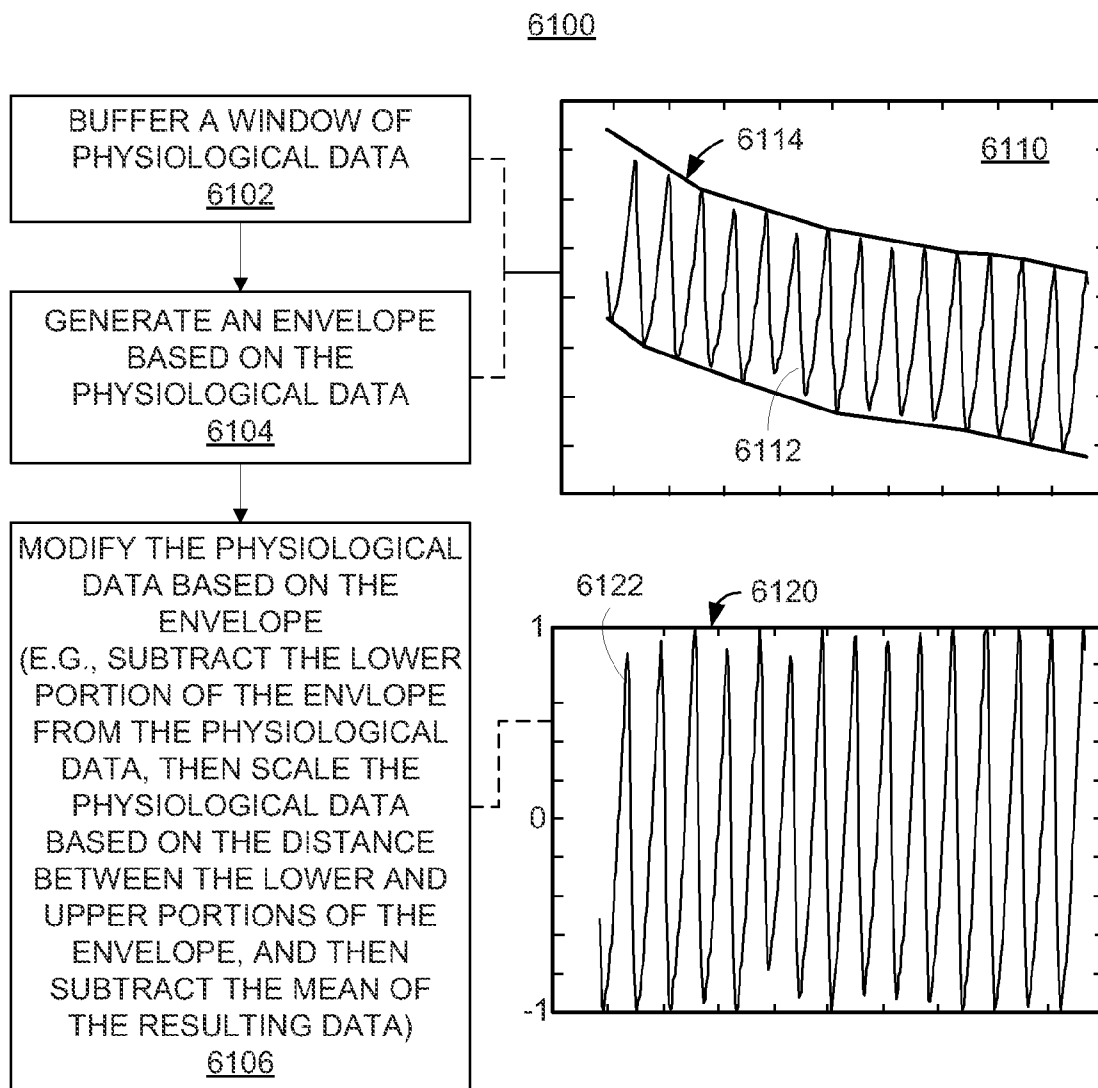 6100
BUFFER A WINDOW OF
PHYSIOLOGICAL DATA
6102
GENERATE AN ENVELOPE
BASED ON THE
PHYSIOLOGICAL DATA
6104
MODIFY THE PHYSIOLOGICAL
DATA BASED ON THE
ENVELOPE
(E.G., SUBTRACT THE LOWER
PORTION OF THE ENVLOPE
FROM THE PHYSIOLOGICAL
DATA, THEN SCALE THE
PHYSIOLOGICAL DATA
BASED ON THE DISTANCE
BETWEEN THE LOWER AND
UPPER PORTIONS OF THE
ENVELOPE, AND THEN
SUBTRACT THE MEAN OF
THE RESULTING DATA)
6106
6114
6110
6112
6122
6120
1
0
-1